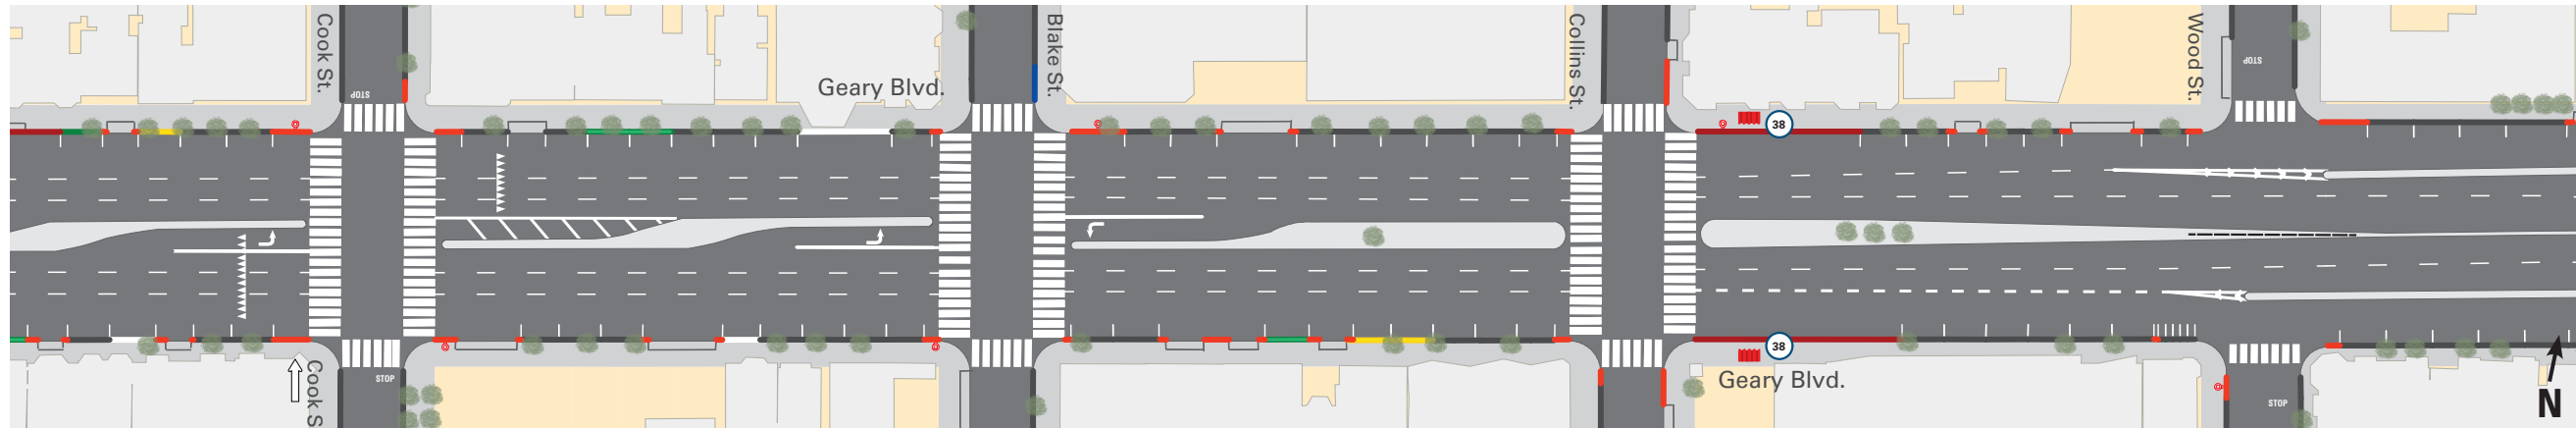 Cook St.
Blake St.
Collins St.
Wood St.
STOP
STOP
Geary Blvd.
38
38
Cook S
STOP
Geary Blvd.
STOP
N